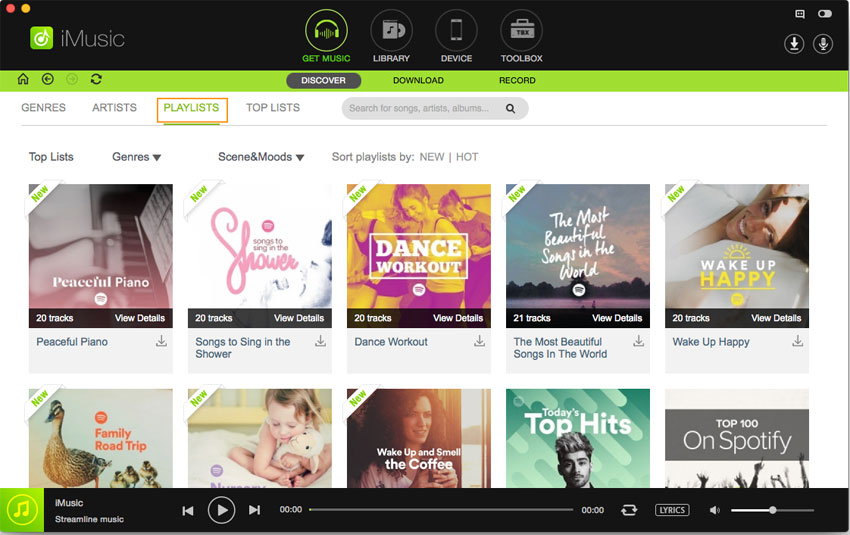 iMusic
GET MUSIC
LIBRARY
DEVICE
TBX
TOOLBOX
DISCOVER
DOWNLOAD
RECORD
GENRES
ARTISTS
PLAYLISTS
TOP LISTS
Search for songs, artists, albums...
Top Lists
Genres
Scene&Moods
Sort playlists by: NEW | HOT
New
Peaceful Piano
20 tracks
View Details
Peaceful Piano
New
songs to
sing in the
Shower
20 tracks
View Details
Songs to Sing in the
Shower
New
DANCE
WORKOUT
20 tracks
View Details
Dance Workout
New
The Most
Beautiful
Songs in the
World
21 tracks
View Details
The Most Beautiful
Songs In The World
New
WAKE UP
HAPPY
20 tracks
View Details
Wake Up Happy
New
Family
Road Trip
New
Nursery
New
Wake Up and Smell
the Coffee
Today's
Top Hits
TOP 100
On Spotify
iMusic
Streamline music
00:00
00:00
LYRICS